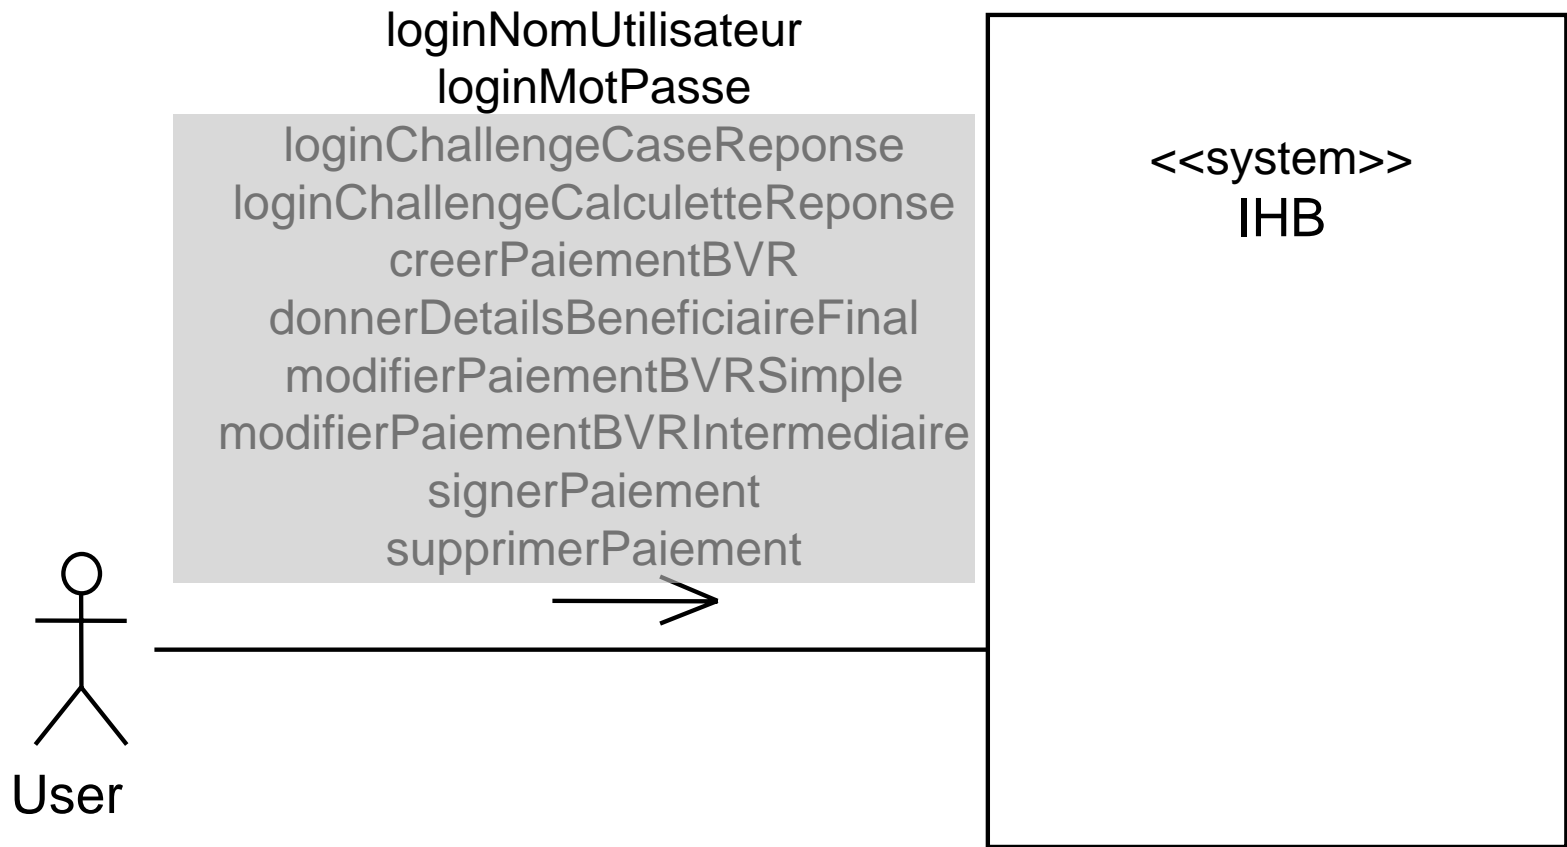 loginNomUtilisateur
loginMotPasse
loginChallengeCaseReponse
loginChallengeCalculetteReponse
creerPaiementBVR
donnerDetailsBeneficiaireFinal
modifierPaiementBVRSimple
modifierPaiementBVRIntermediaire
signerPaiement
supprimerPaiement
<<system>>
IHB
User